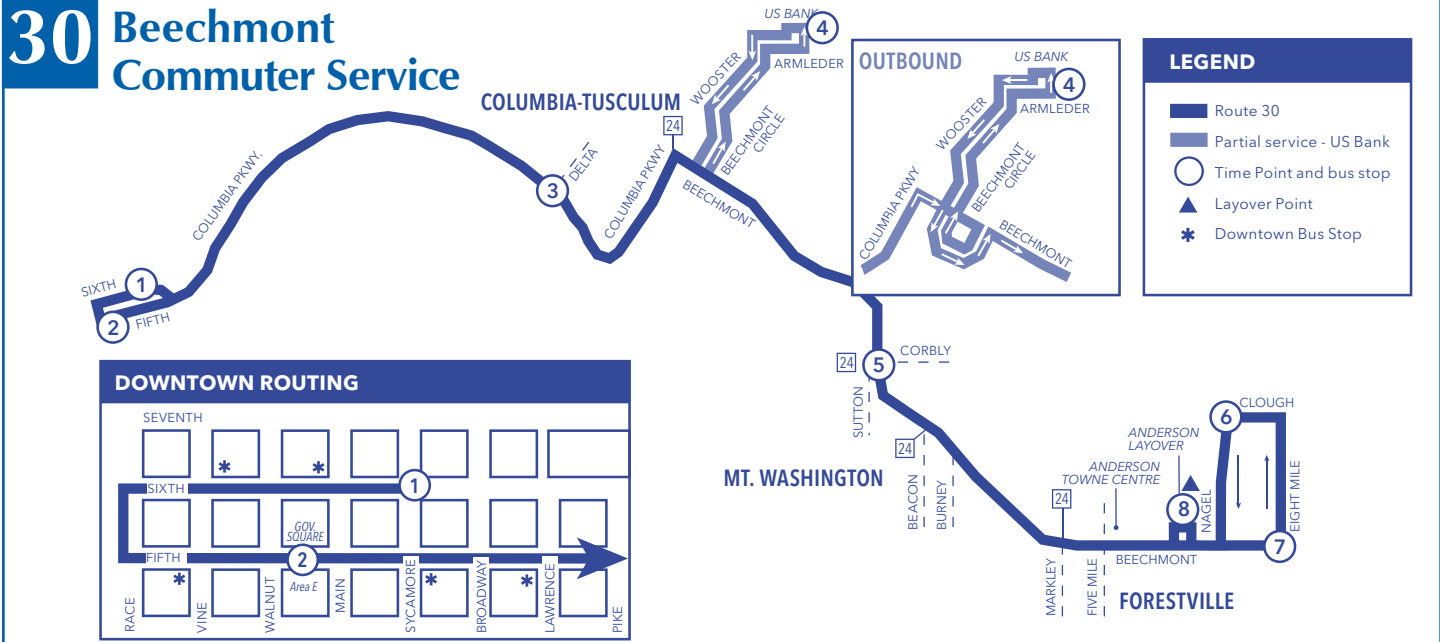 30 Beechmont
Commuter Service
US BANK
4
ARMLEDER
WOOSTER
BEECHMONT
CIRCLE
COLUMBIA-TUSCULUM
24
COLUMBIA PKWY.
DELTA
3
COLUMBIA PKWY
BEECHMONT
SIXTH
1
2
FIFTH
OUTBOUND
US BANK
4
ARMLEDER
WOOSTER
BEECHMONT
CIRCLE
COLUMBIA PKWY
BEECHMONT
LEGEND
Route 30
Partial service - US Bank
Time Point and bus stop
Layover Point
Downtown Bus Stop
24
5
CORBLY
SUTTON
24
MT. WASHINGTON
BEACON
BURNEY
24
MARKLEY
FIVE MILE
ANDERSON
TOWNE CENTRE
ANDERSON
LAYOVER
8
NAGEL
6
CLOUGH
EIGHT MILE
7
BEECHMONT
FORESTVILLE
DOWNTOWN ROUTING
SEVENTH
SIXTH
1
GOV.
SQUARE
FIFTH
2
Area E
RACE
VINE
WALNUT
MAIN
SYCAMORE
BROADWAY
LAWRENCE
PIKE